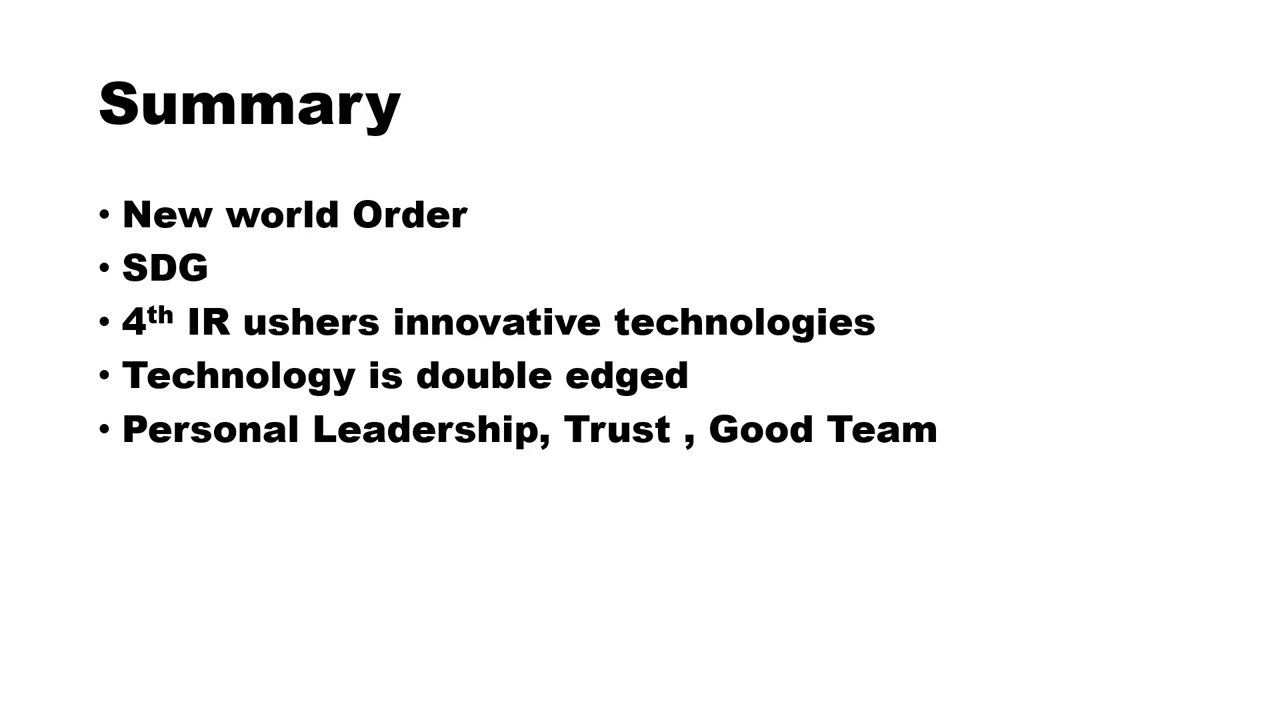 Summary
• New world Order
• SDG
• 4th IR ushers innovative technologies
• Technology is double edged
• Personal Leadership, Trust , Good Team